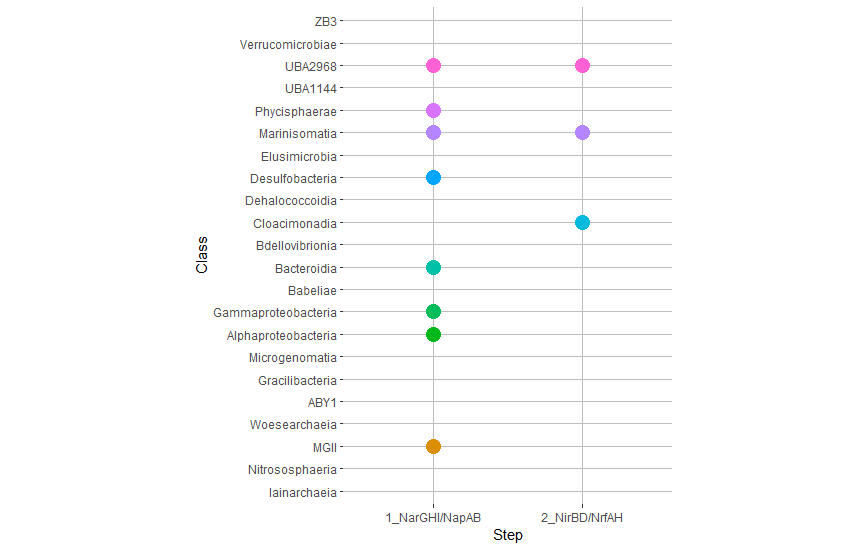 ZB3
Verrucomicrobiae
UBA2968
UBA1144
Phycisphaerae
Marinisomatia
Elusimicrobia
Desulfobacteria
Dehalococcoidia
Cloacimonadia
Bdellovibrionia
Bacteroidia
Babeliae
Gammaproteobacteria
Alphaproteobacteria
Microgenomatia
Gracilibacteria
ABY1
Woesearchaeia
MGII
Nitrososphaeria
Iainarchaeia
Class
1_NarGHI/NapAB 2_NirBD/NrfAH
Step